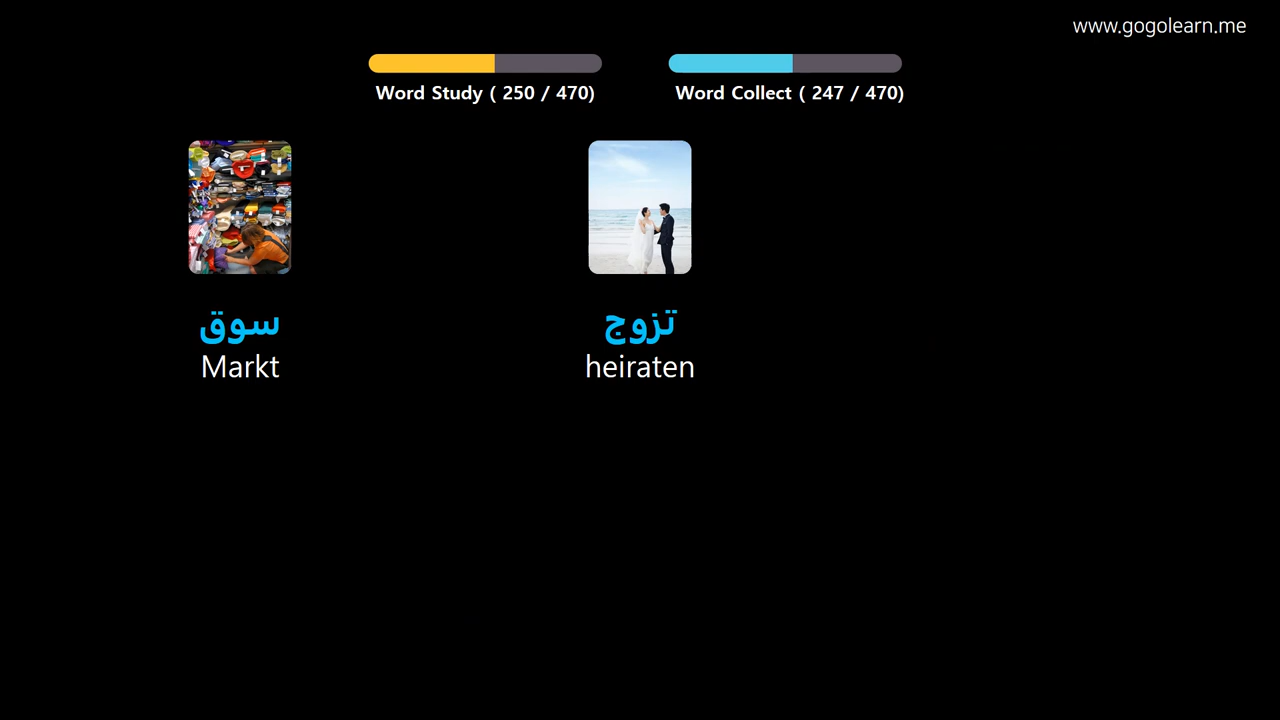 www.gogolearn.me
Word Study ( 250 / 470)
Word Collect ( 247 / 470)
سوق
Markt
تزوج
heiraten